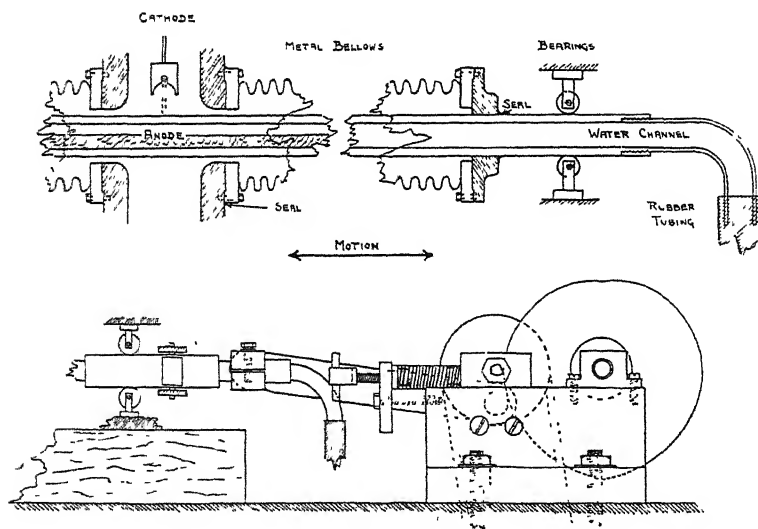 CATHODE
METAL BELLOWS
BEARINGS
SEAL
ANODE
WATER CHANNEL
SEAL
RUBBER
TUBING
MOTION